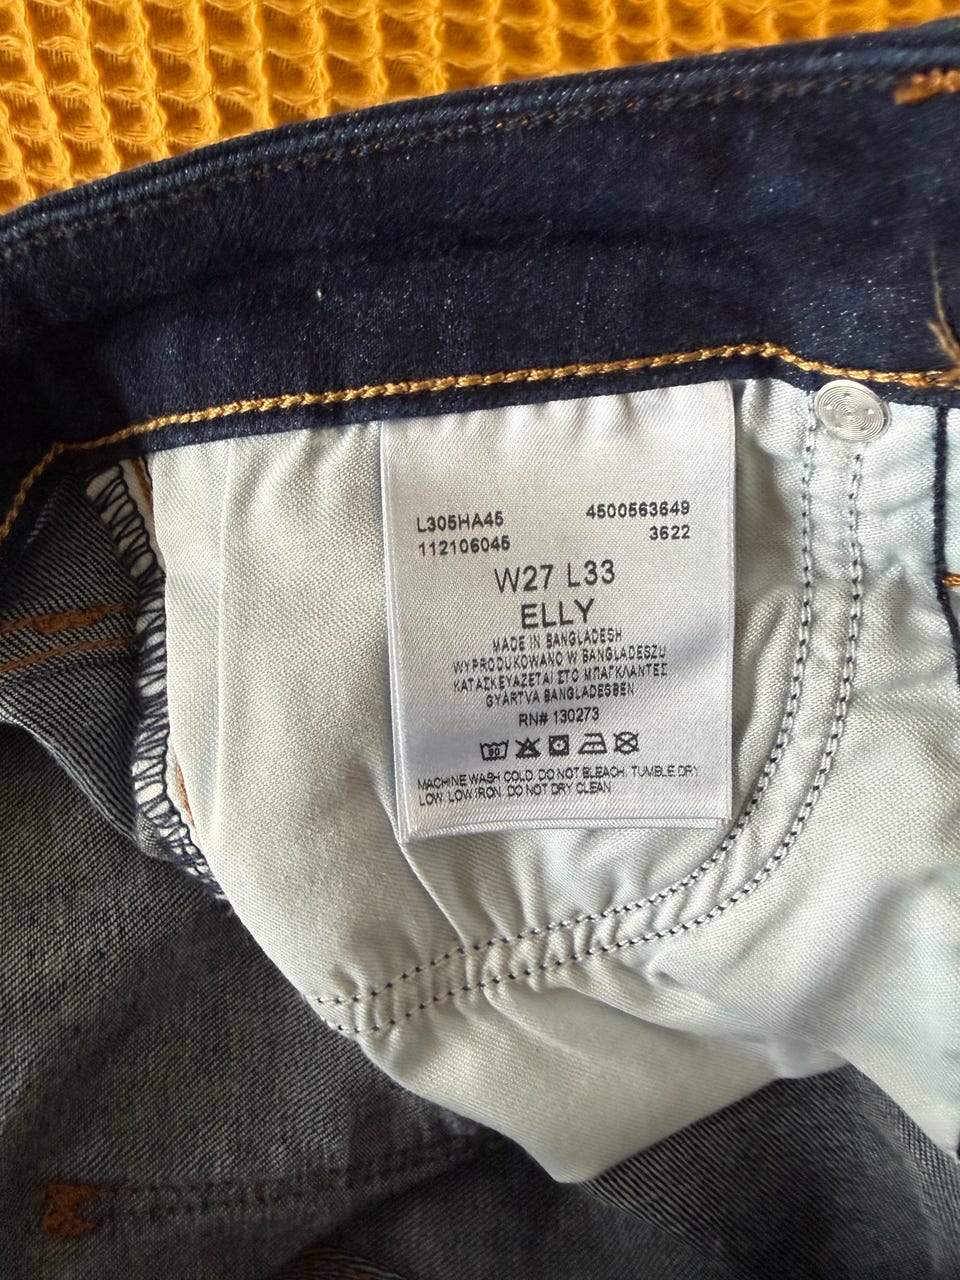 L305HA45 4500563649
112106045 3622
W27 L33
ELLY
MADE IN BANGLADESH
WYPRODUKOWANO W BANGLADESZU
ΚΑΤΑΣΚΕΥΑΖΕΤΑΙ ΣΤΟ ΜΠΑΓΚΛΑΝΤΕΣ
GYÁRTVA BANGLADESBEN
RN# 130273
30
MACHINE WASH COLD. DO NOT BLEACH. TUMBLE DRY
LOW. LOW IRON. DO NOT DRY CLEAN